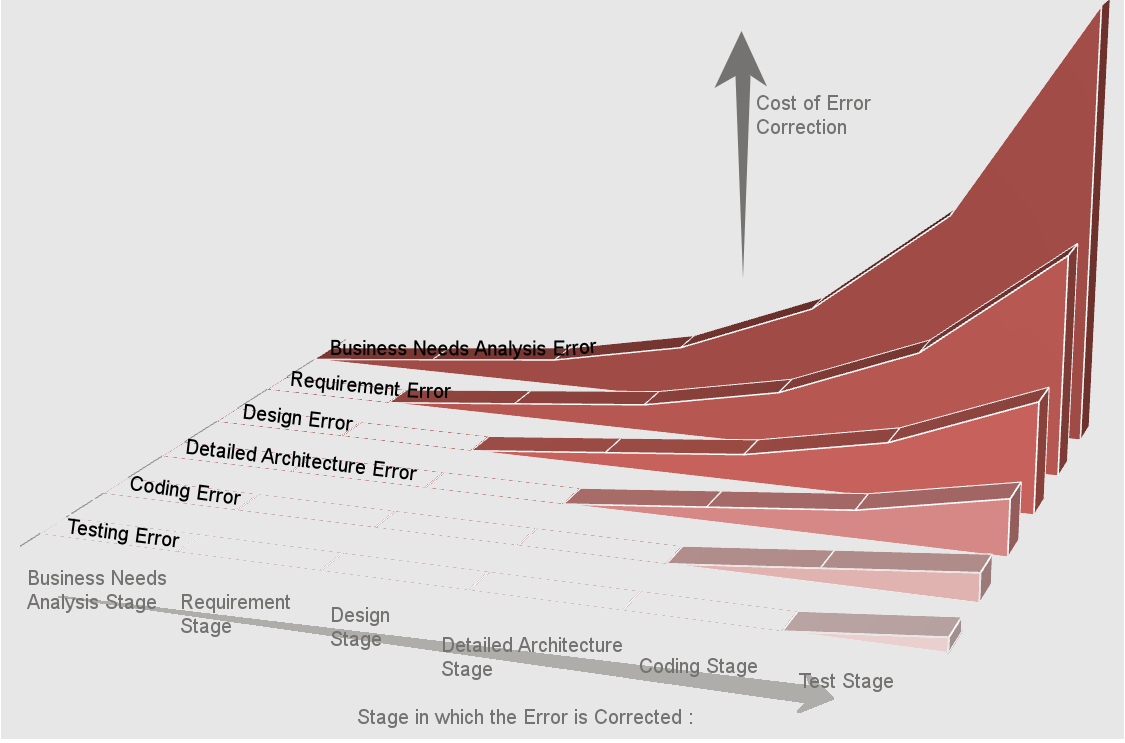 Cost of Error
Correction
Business Needs Analysis Error
Requirement Error
Design Error
Detailed Architecture Error
Coding Error
Testing Error
Business Needs
Analysis Stage
Requirement
Stage
Design
Stage
Detailed Architecture
Stage
Coding Stage
Test Stage
Stage in which the Error is Corrected :